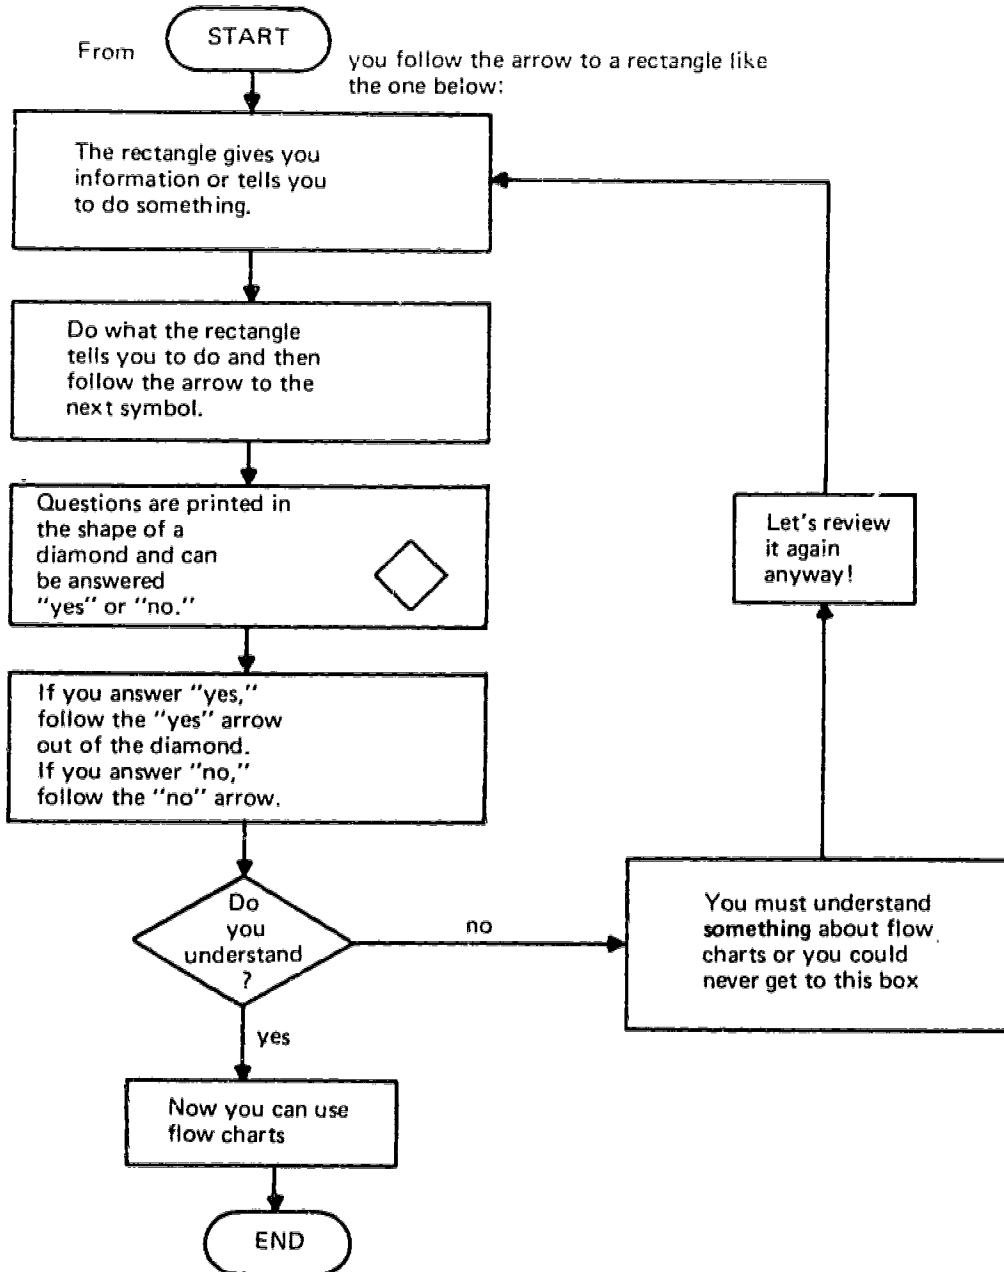 From
START
you follow the arrow to a rectangle like
the one below:
The rectangle gives you
information or tells you
to do something.
Do what the rectangle
tells you to do and then
follow the arrow to the
next symbol.
Questions are printed in
the shape of a
diamond and can
be answered
"yes" or "no."
If you answer "yes,"
follow the "yes" arrow
out of the diamond.
If you answer "no,"
follow the "no" arrow.
Do
you
understand
?
no
You must understand
something about flow
charts or you could
never get to this box
Let's review
it again
anyway!
yes
Now you can use
flow charts
END